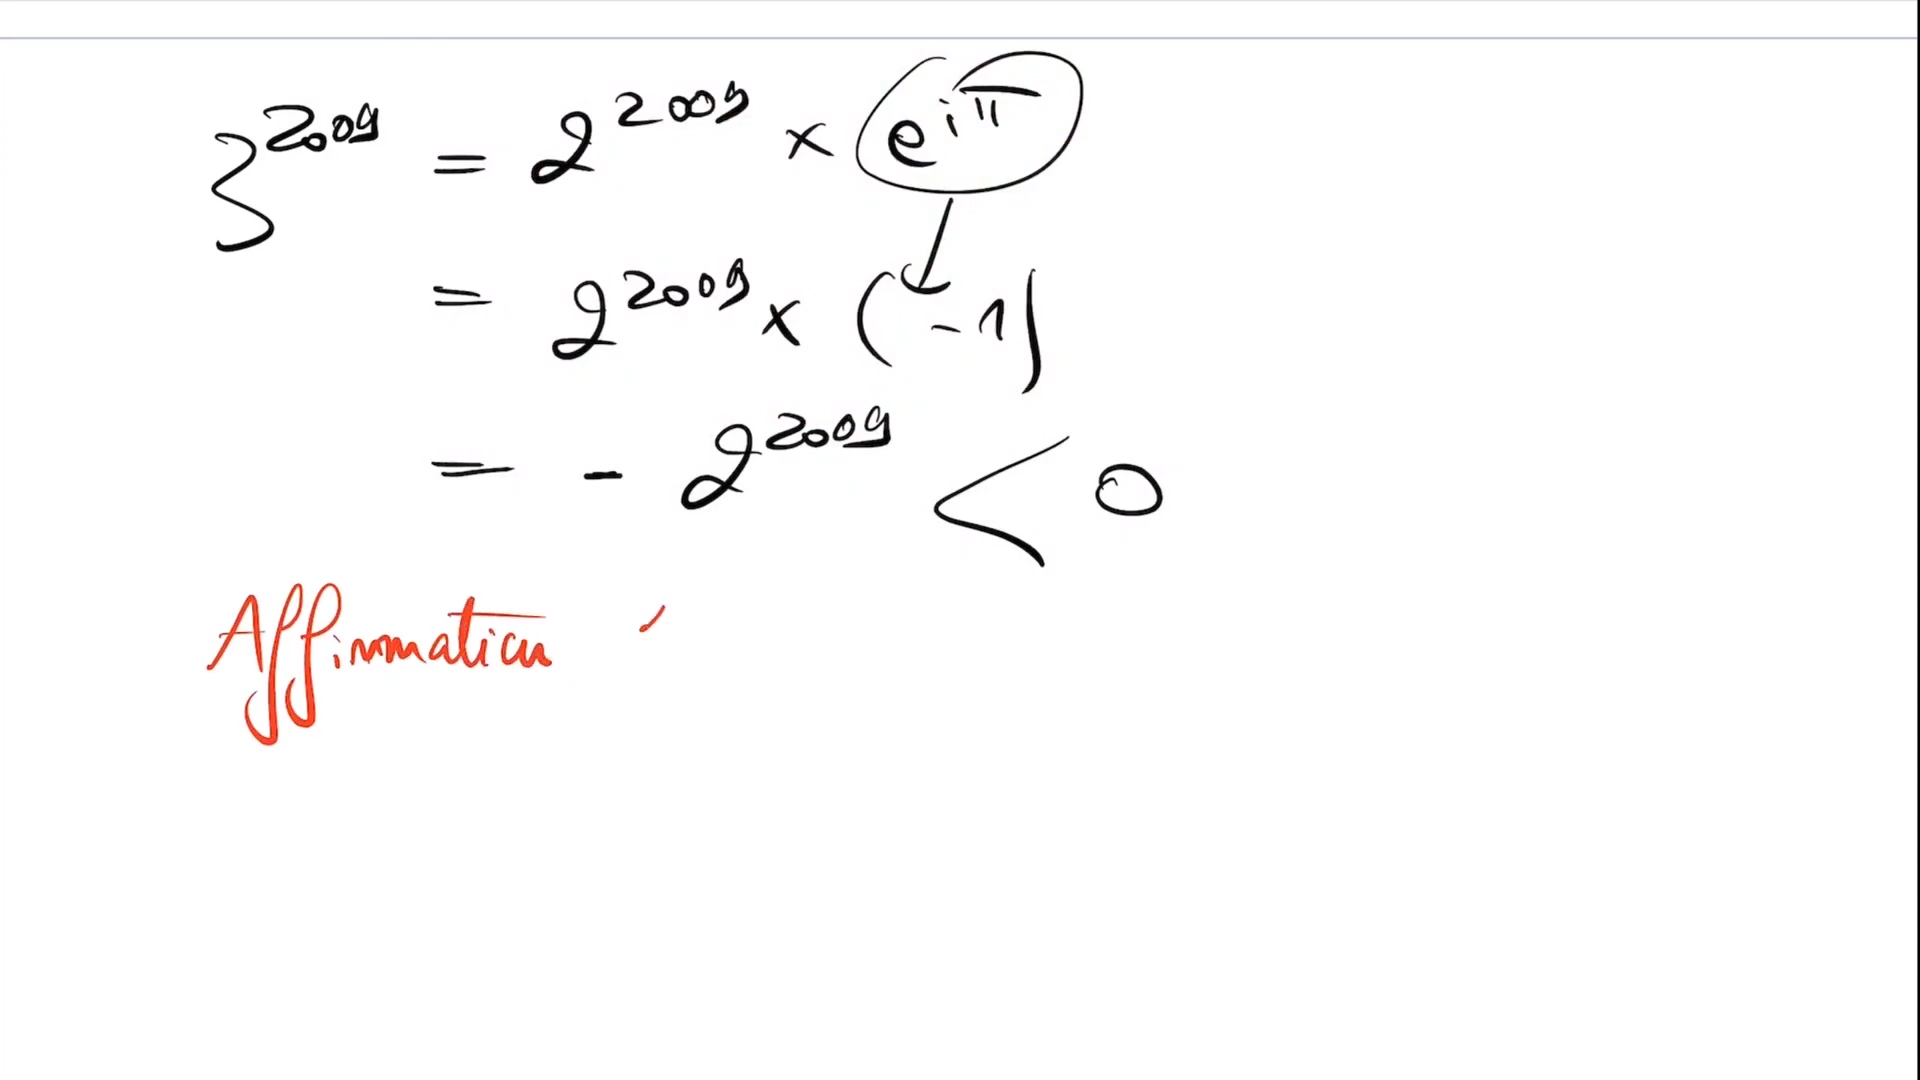 z^2009 = 2^2009 × e^iπ
= 2^2009 × (-1)
= - 2^2009 < 0
Affirmation